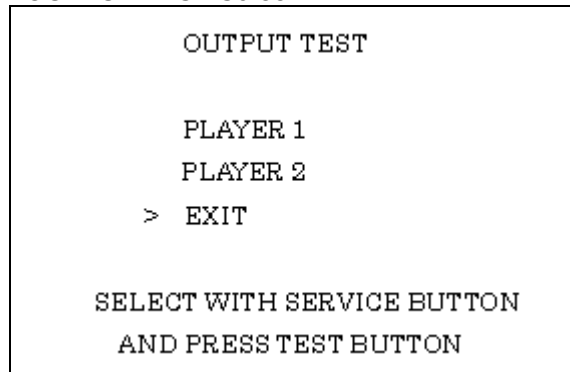 OUTPUT TEST
PLAYER 1
PLAYER 2
> EXIT
SELECT WITH SERVICE BUTTON
AND PRESS TEST BUTTON